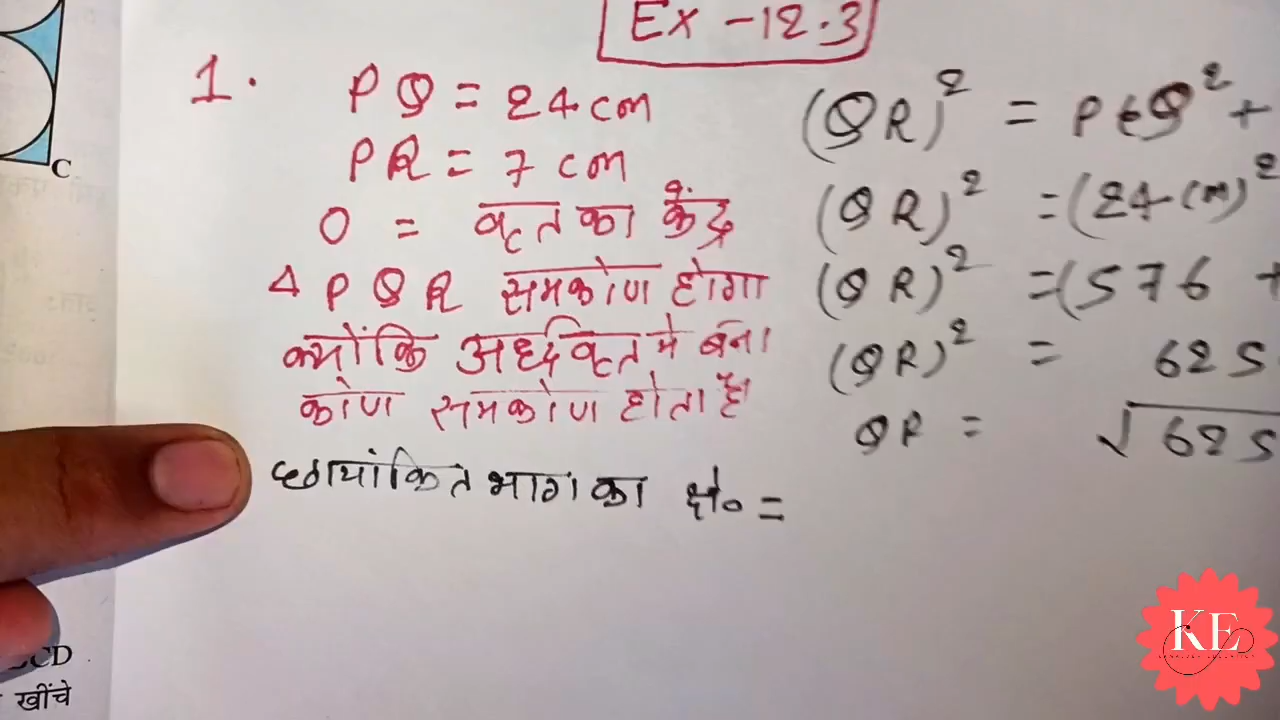 Ex - 12.3
1. PQ = 24 cm
PR = 7 cm
O = वृत का केंद्र
Δ PQR समकोण होगा
क्योंकि अर्धवृत मे बना
कोण समकोण होता है
छायांकित भाग का क्षे० =
(QR)² = PQ² +
(QR)² = (24 cm)²
(QR)² = (576 +
(QR)² = 625
QR = √625
C
CD
खींचे
KE